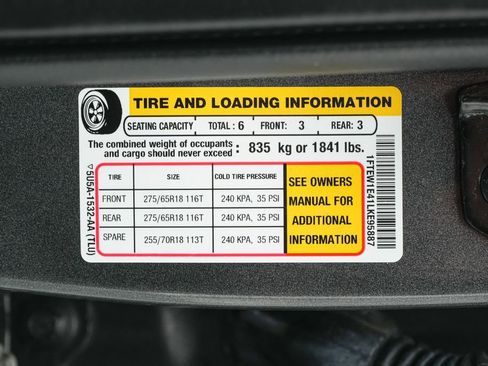 TIRE AND LOADING INFORMATION
SEATING CAPACITY TOTAL : 6 FRONT: 3 REAR: 3
The combined weight of occupants
and cargo should never exceed : 835 kg or 1841 lbs.
TIRE SIZE COLD TIRE PRESSURE
FRONT 275/65R18 116T 240 KPA, 35 PSI
REAR 275/65R18 116T 240 KPA, 35 PSI
SPARE 255/70R18 113T 240 KPA, 35 PSI
SEE OWNERS
MANUAL FOR
ADDITIONAL
INFORMATION
▽5U5A-1532-AA (TLU)
1FTEW1E41LKE95887